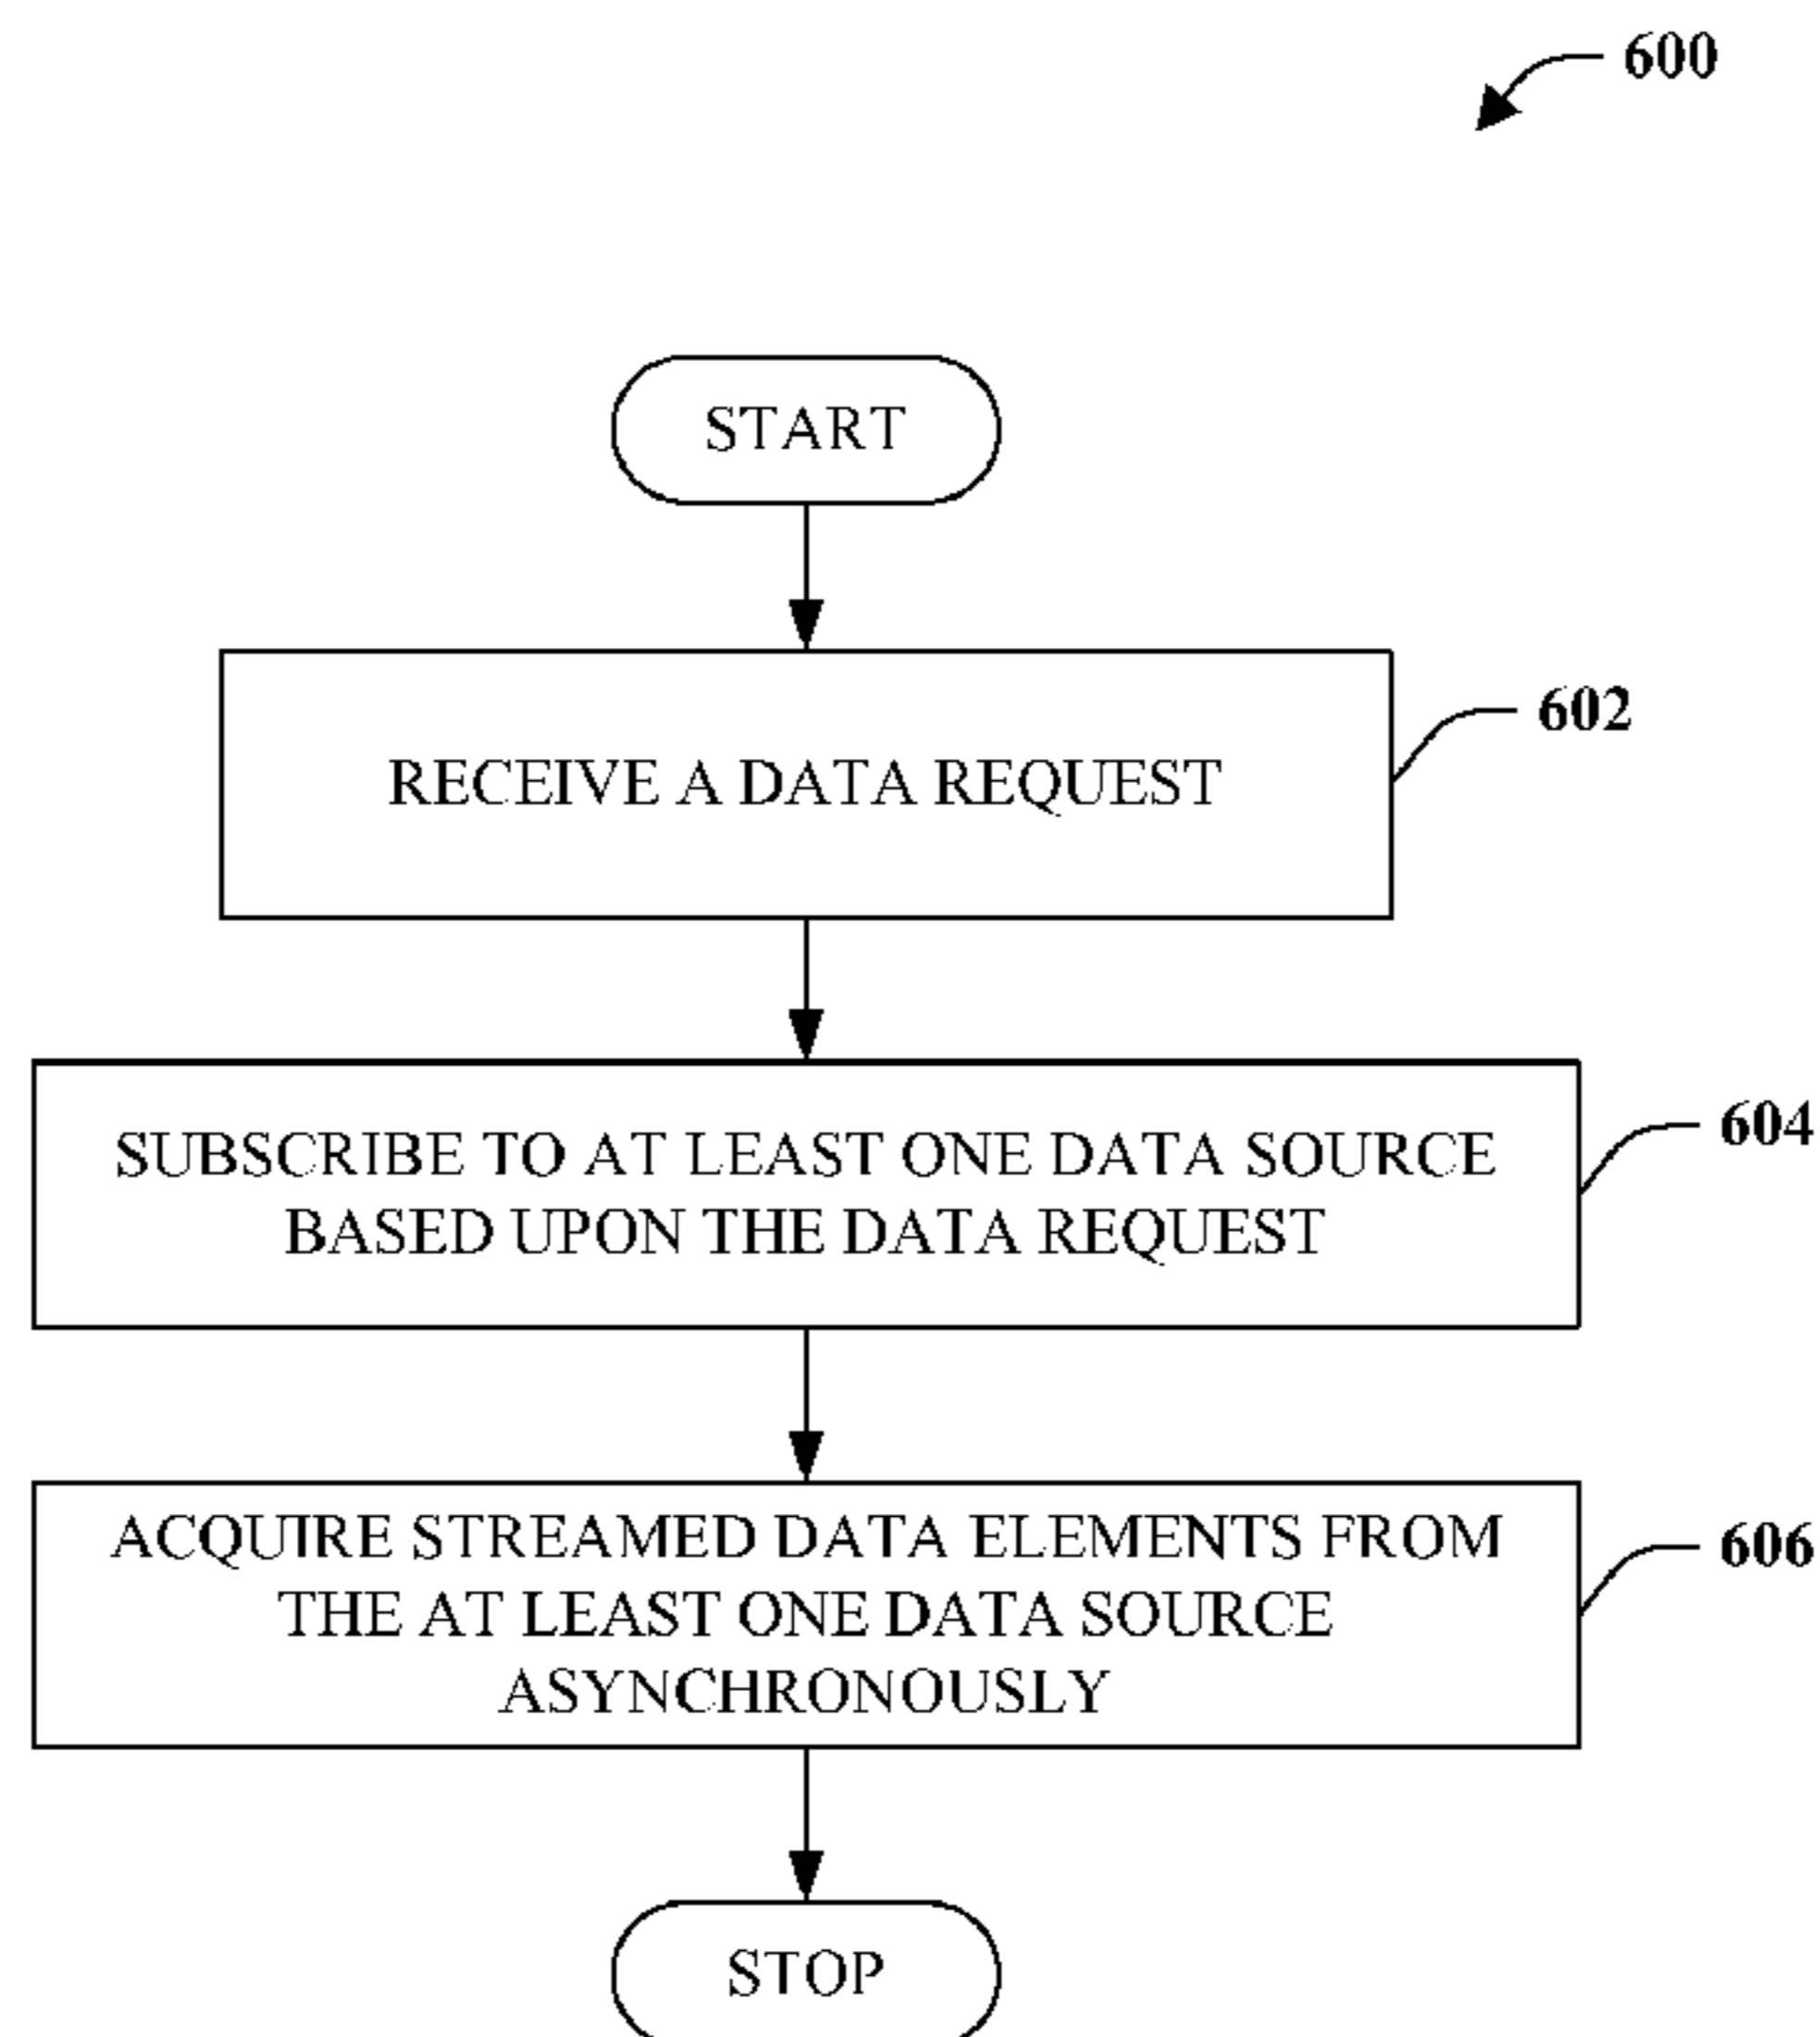 600
START
RECEIVE A DATA REQUEST
602
SUBSCRIBE TO AT LEAST ONE DATA SOURCE
BASED UPON THE DATA REQUEST
604
ACQUIRE STREAMED DATA ELEMENTS FROM
THE AT LEAST ONE DATA SOURCE
ASYNCHRONOUSLY
606
STOP